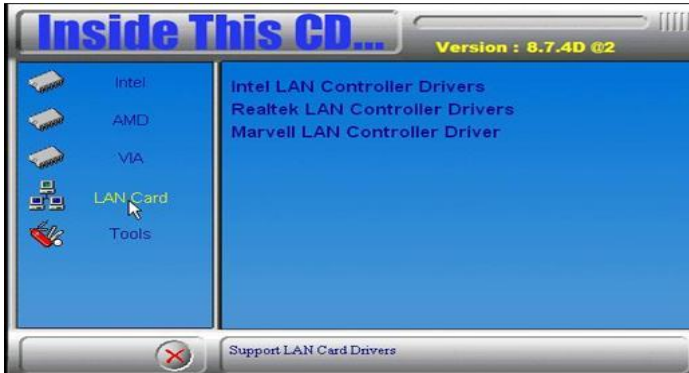 Inside This CD...
Version : 8.7.4D @2
Intel
AMD
VIA
LAN Card
Tools
Intel LAN Controller Drivers
Realtek LAN Controller Drivers
Marvell LAN Controller Driver
Support LAN Card Drivers